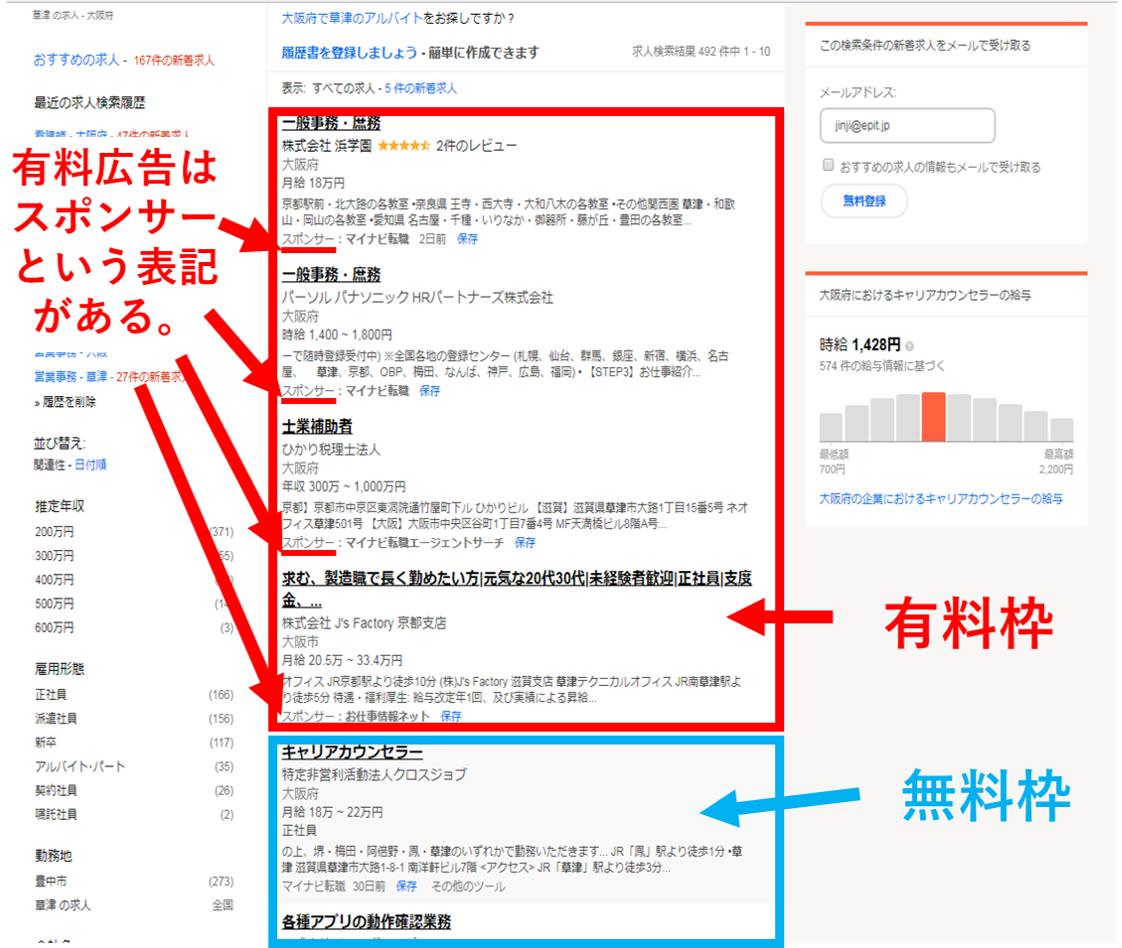 草津 の求人 - 大阪府
おすすめの求人 - 167件の新着求人
最近の求人検索履歴
看護師 - 大阪府 - 47件の新着求人
有料広告は
スポンサー
という表記
がある。
営業事務 - 大阪
営業事務 - 草津 - 27件の新着求人
» 履歴を削除
並び替え:
関連性 - 日付順
推定年収
200万円 (371)
300万円
400万円
500万円
600万円 (3)
雇用形態
正社員 (166)
派遣社員 (156)
新卒 (117)
アルバイト・パート (35)
契約社員 (26)
嘱託社員 (2)
勤務地
豊中市 (273)
草津 の求人 全国
大阪府で草津のアルバイトをお探しですか？
履歴書を登録しましょう - 簡単に作成できます
求人検索結果 492 件中 1 - 10
表示: すべての求人 - 5 件の新着求人
一般事務・庶務
株式会社 浜学園 2件のレビュー
大阪府
月給 18万円
京都駅前・北大路の各教室 •奈良県 王寺・西大寺・大和八木の各教室 •その他関西圏 草津・和歌
山・岡山の各教室 •愛知県 名古屋・千種・いりなか・御器所・藤が丘・豊田の各教室...
スポンサー : マイナビ転職 2日前 保存
一般事務・庶務
パーソル パナソニック HRパートナーズ株式会社
大阪府
時給 1,400 ~ 1,800円
ーで随時登録受付中) ※全国各地の登録センター (札幌、仙台、群馬、銀座、新宿、横浜、名古
屋、 草津、京都、OBP、梅田、なんば、神戸、広島、福岡) •【STEP3】お仕事紹介...
スポンサー : マイナビ転職 保存
士業補助者
ひかり税理士法人
大阪府
年収 300万 ~ 1,000万円
京都】京都市中京区東洞院通竹屋町下ル ひかりビル 【滋賀】滋賀県草津市大路1丁目15番5号 ネオ
フィス草津501号 【大阪】大阪市中央区谷町1丁目7番4号 MF天満橋ビル8階A号...
スポンサー : マイナビ転職エージェントサーチ 保存
求む、製造職で長く勤めたい方|元気な20代30代|未経験者歓迎|正社員|支度
金、...
株式会社 J's Factory 京都支店
大阪市
月給 20.5万 ~ 33.4万円
オフィス JR京都駅より徒歩10分 (株)J's Factory 滋賀支店 草津テクニカルオフィス JR南草津駅よ
り徒歩5分 待遇・福利厚生: 給与改定年1回、及び実績による昇給...
スポンサー : お仕事情報ネット 保存
キャリアカウンセラー
特定非営利活動法人クロスジョブ
大阪府
月給 18万 ~ 22万円
正社員
の上、堺・梅田・阿倍野・鳳・草津のいずれかで勤務いただきます... JR「鳳」駅より徒歩1分 •草
津 滋賀県草津市大路1-8-1 南洋軒ビル7階 <アクセス> JR「草津」駅より徒歩3分...
マイナビ転職 30日前 保存 その他のツール
各種アプリの動作確認業務
この検索条件の新着求人をメールで受け取る
メールアドレス:
jinji@epit.jp
おすすめの求人の情報もメールで受け取る
無料登録
大阪府におけるキャリアカウンセラーの給与
時給 1,428円
574 件の給与情報に基づく
最低額 最高額
700円 2,200円
大阪府の企業におけるキャリアカウンセラーの給与
有料枠
無料枠